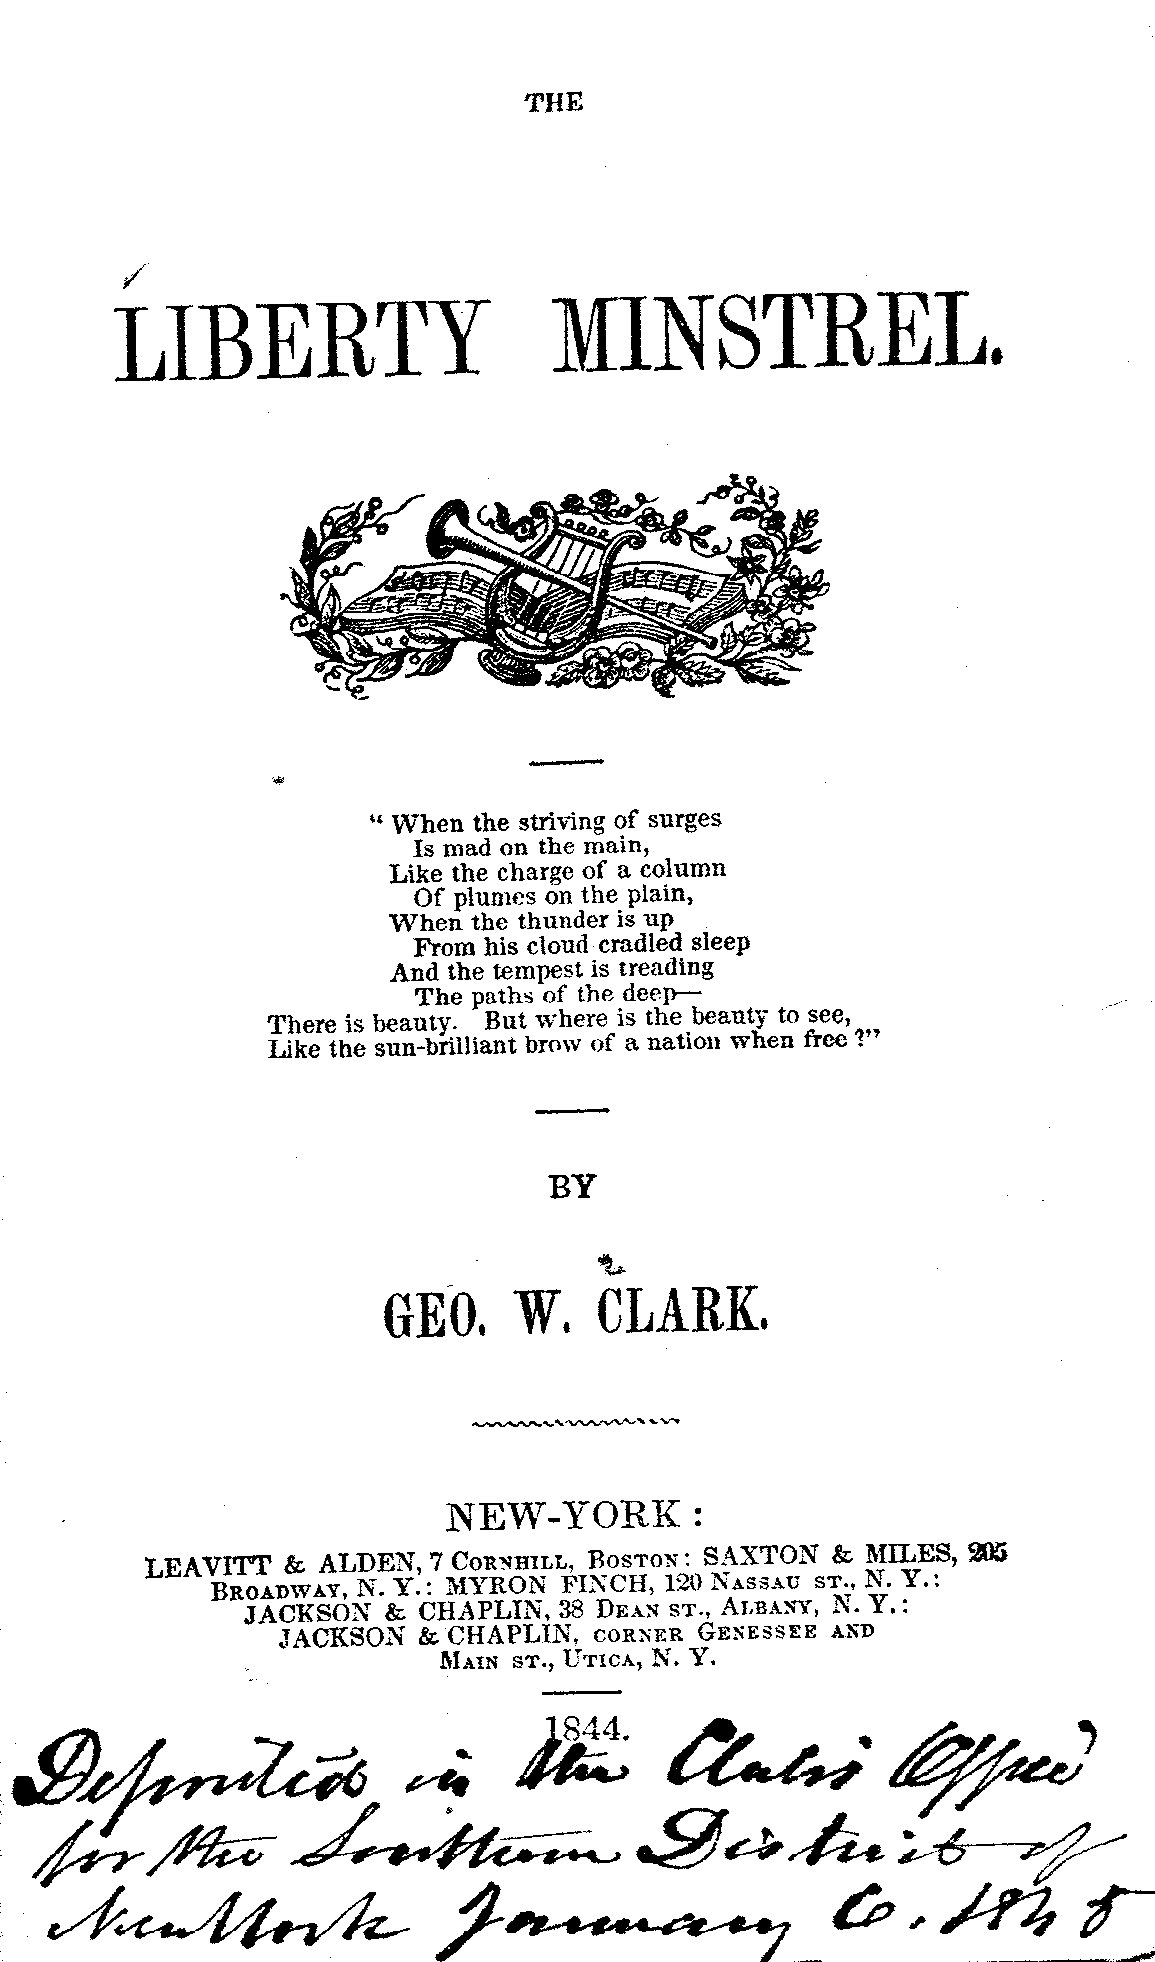 THE
LIBERTY MINSTREL.
“ When the striving of surges
Is mad on the main,
Like the charge of a column
Of plumes on the plain,
When the thunder is up
From his cloud cradled sleep
And the tempest is treading
The paths of the deep—
There is beauty. But where is the beauty to see,
Like the sun-brilliant brow of a nation when free ?”
BY
GEO. W. CLARK.
NEW-YORK:
LEAVITT & ALDEN, 7 CORNHILL, BOSTON: SAXTON & MILES, 205
BROADWAY, N. Y.: MYRON FINCH, 120 NASSAU ST., N. Y.:
JACKSON & CHAPLIN, 38 DEAN ST., ALBANY, N. Y.:
JACKSON & CHAPLIN, CORNER GENESSEE AND
MAIN ST., UTICA, N. Y.
1844.
Deposited in the Clerk's Office
for the Southern District of
New York January 6. 1845